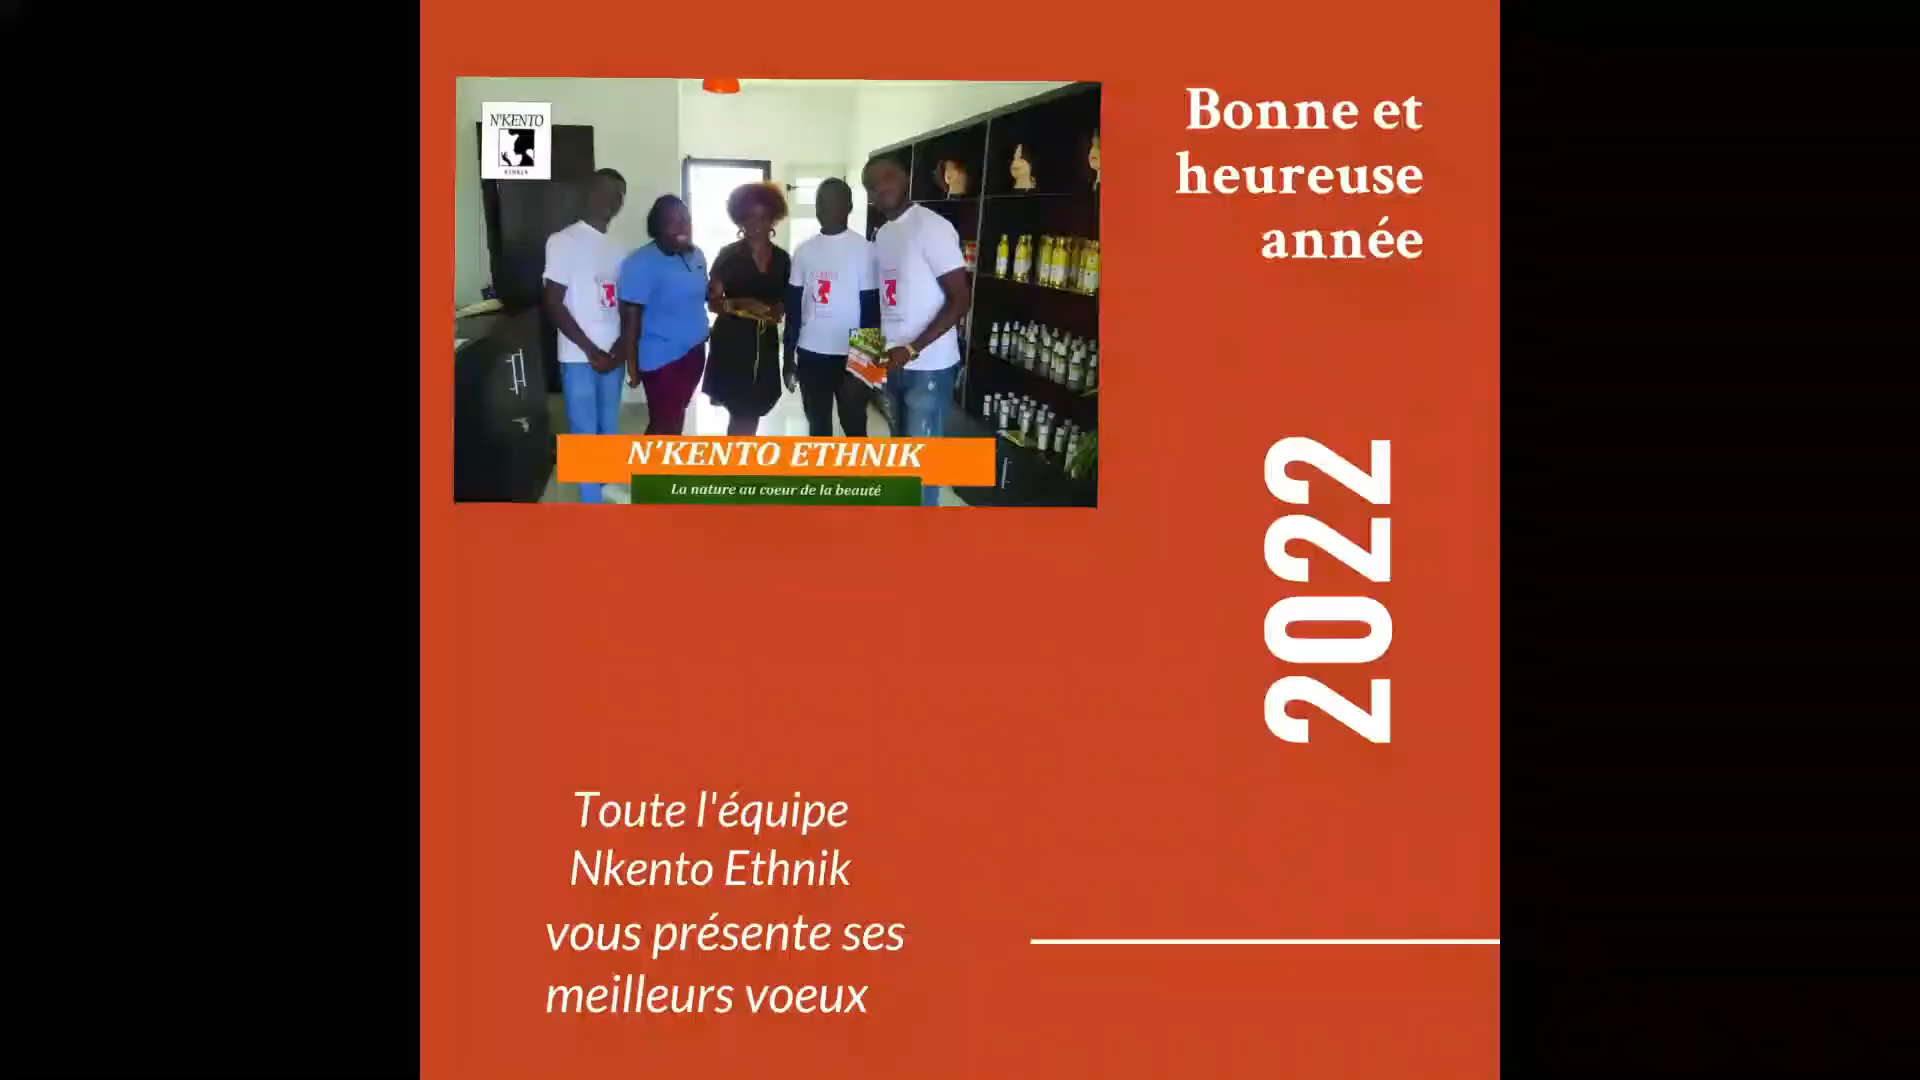 N'KENTO
N'KENTO ETHNIK
La nature au coeur de la beauté
Bonne et
heureuse
année
2022
Toute l'équipe
Nkento Ethnik
vous présente ses
meilleurs voeux